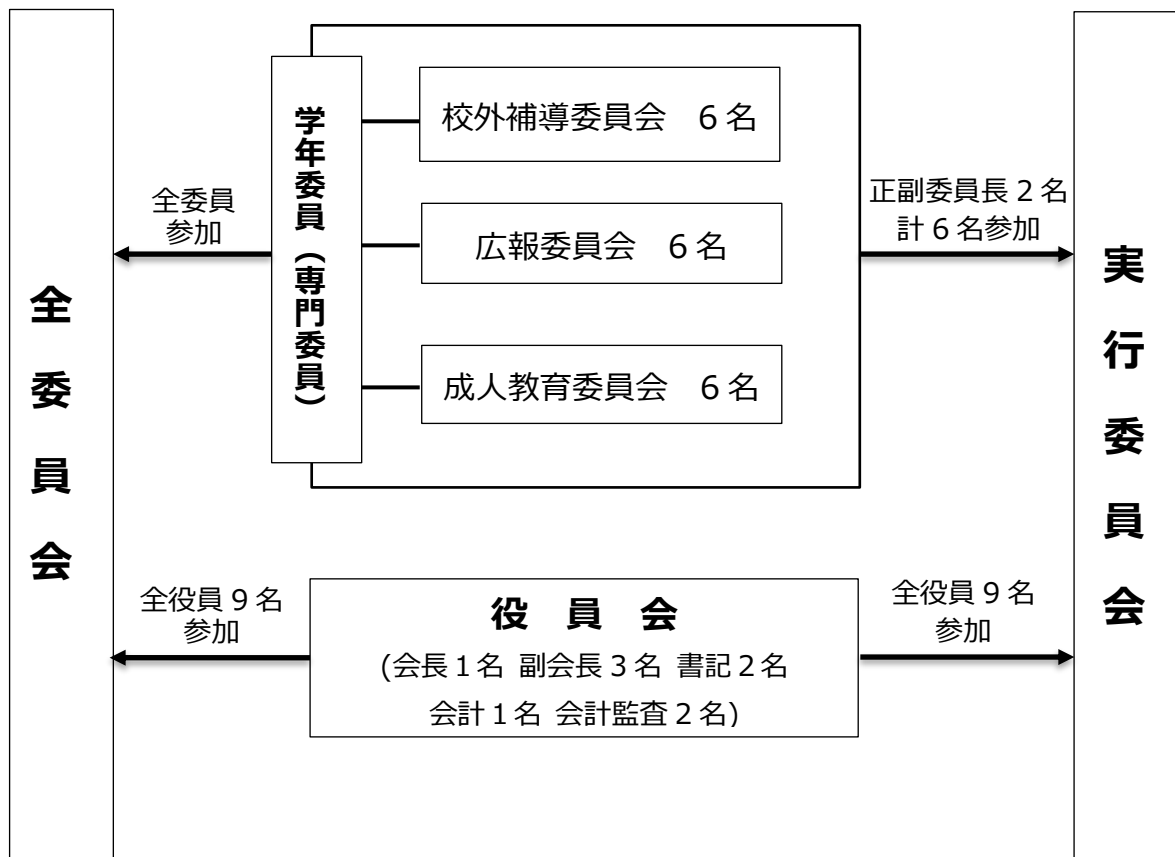 全委員会
全委員
参加
学年委員(専門委員)
校外補導委員会 6名
広報委員会 6名
成人教育委員会 6名
正副委員長2名
計6名参加
実行委員会
全役員9名
参加
役員会
(会長1名 副会長3名 書記2名
会計1名 会計監査2名)
全役員9名
参加